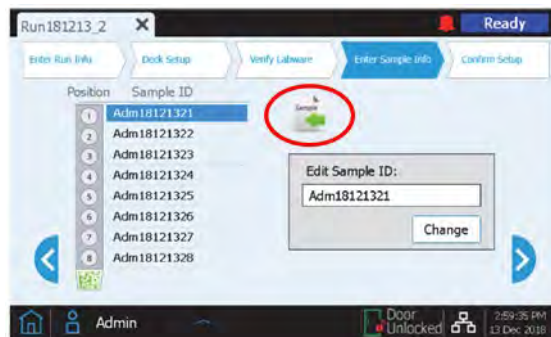 Run181213_2 X Ready
Enter Run Info Deck Setup Verify Labware Enter Sample Info Confirm Setup
Position Sample ID
1 Adm18121321
2 Adm18121322
3 Adm18121323
4 Adm18121324
5 Adm18121325
6 Adm18121326
7 Adm18121327
8 Adm18121328
Sample
Edit Sample ID:
Adm18121321
Change
Admin
Door
Unlocked
2:59:35 PM
13 Dec 2018